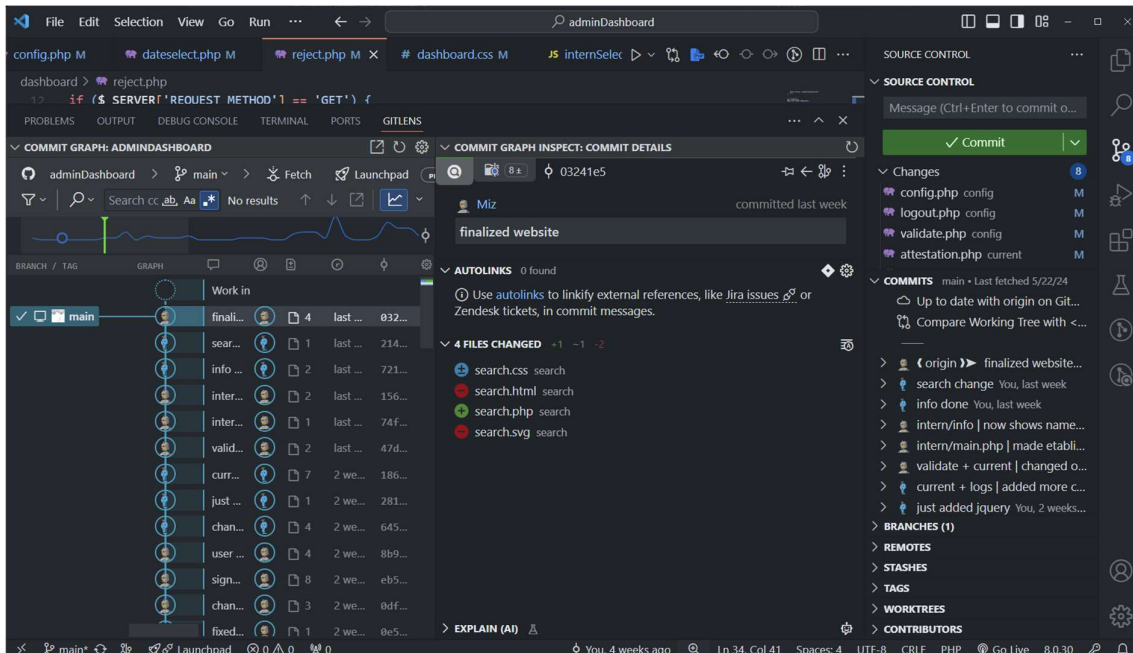 File Edit Selection View Go Run ··· adminDashboard
config.php M dateselect.php M reject.php M # dashboard.css M JS internSelec
dashboard > reject.php
12 if ($_SERVER['REQUEST_METHOD'] == 'GET') {
PROBLEMS OUTPUT DEBUG CONSOLE TERMINAL PORTS GITLENS
COMMIT GRAPH: ADMINDASHBOARD
adminDashboard > main > Fetch Launchpad
Search cc ab, Aa .* No results
BRANCH / TAG GRAPH
Work in
main finali... 4 last ... 032...
sear... 1 last ... 214...
info ... 2 last ... 721...
inter... 2 last ... 156...
inter... 1 last ... 74f...
valid... 2 last ... 47d...
curr... 7 2 we... 186...
just ... 1 2 we... 281...
chan... 4 2 we... 645...
user ... 4 2 we... 8b9...
sign... 8 2 we... eb5...
chan... 3 2 we... 0df...
fixed... 1 2 we... 0e5...
COMMIT GRAPH INSPECT: COMMIT DETAILS
8± 03241e5
Miz committed last week
finalized website
AUTOLINKS 0 found
Use autolinks to linkify external references, like Jira issues or
Zendesk tickets, in commit messages.
4 FILES CHANGED +1 ~1 -2
search.css search
search.html search
search.php search
search.svg search
EXPLAIN (AI)
SOURCE CONTROL ···
SOURCE CONTROL
Message (Ctrl+Enter to commit o...
Commit
Changes 8
config.php config M
logout.php config M
validate.php config M
attestation.php current M
COMMITS main • Last fetched 5/22/24
Up to date with origin on Git...
Compare Working Tree with <...
origin finalized website...
search change You, last week
info done You, last week
intern/info | now shows name...
intern/main.php | made etabli...
validate + current | changed o...
current + logs | added more c...
just added jquery You, 2 weeks...
BRANCHES (1)
REMOTES
STASHES
TAGS
WORKTREES
CONTRIBUTORS
8
main* Launchpad 0 0 0 You, 4 weeks ago Ln 34, Col 41 Spaces: 4 UTF-8 CRLF PHP Go Live 8.0.30